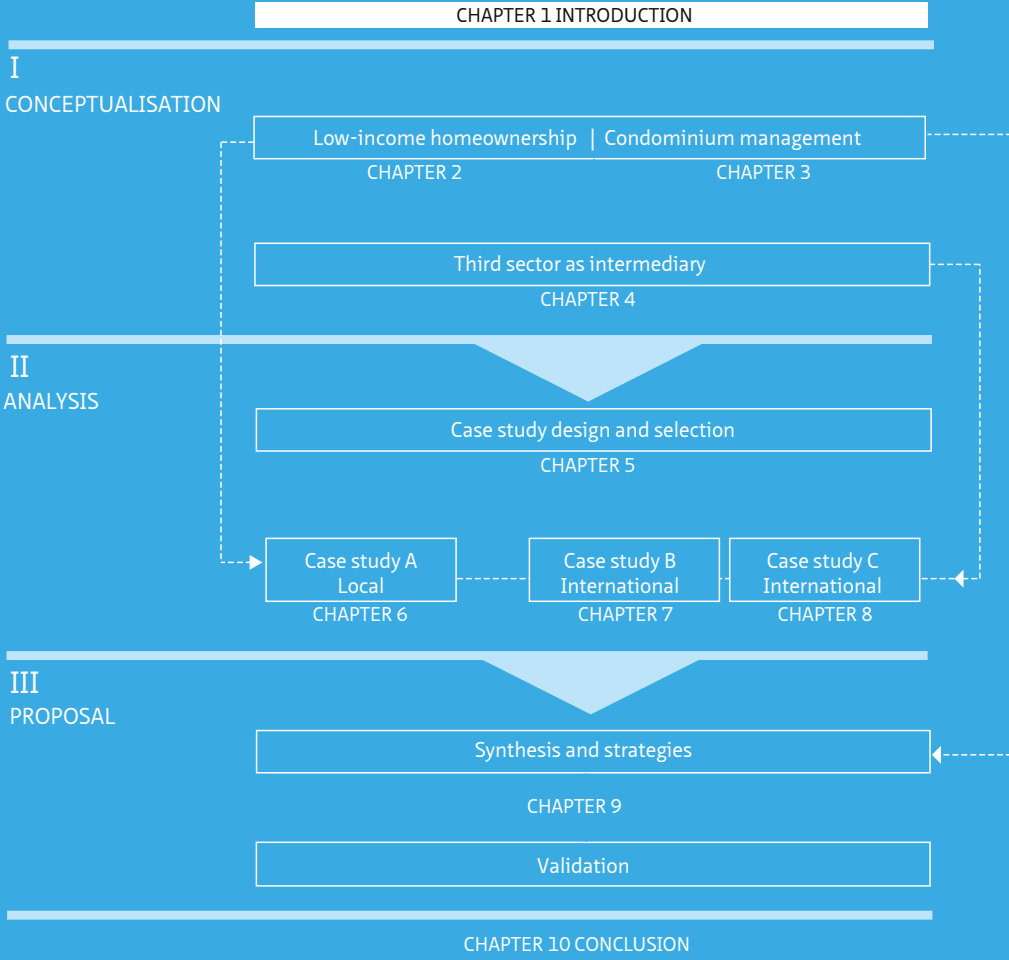 CHAPTER 1 INTRODUCTION
I
CONCEPTUALISATION
Low-income homeownership | Condominium management
CHAPTER 2
CHAPTER 3
Third sector as intermediary
CHAPTER 4
II
ANALYSIS
Case study design and selection
CHAPTER 5
Case study A
Local
CHAPTER 6
Case study B
International
CHAPTER 7
Case study C
International
CHAPTER 8
III
PROPOSAL
Synthesis and strategies
CHAPTER 9
Validation
CHAPTER 10 CONCLUSION